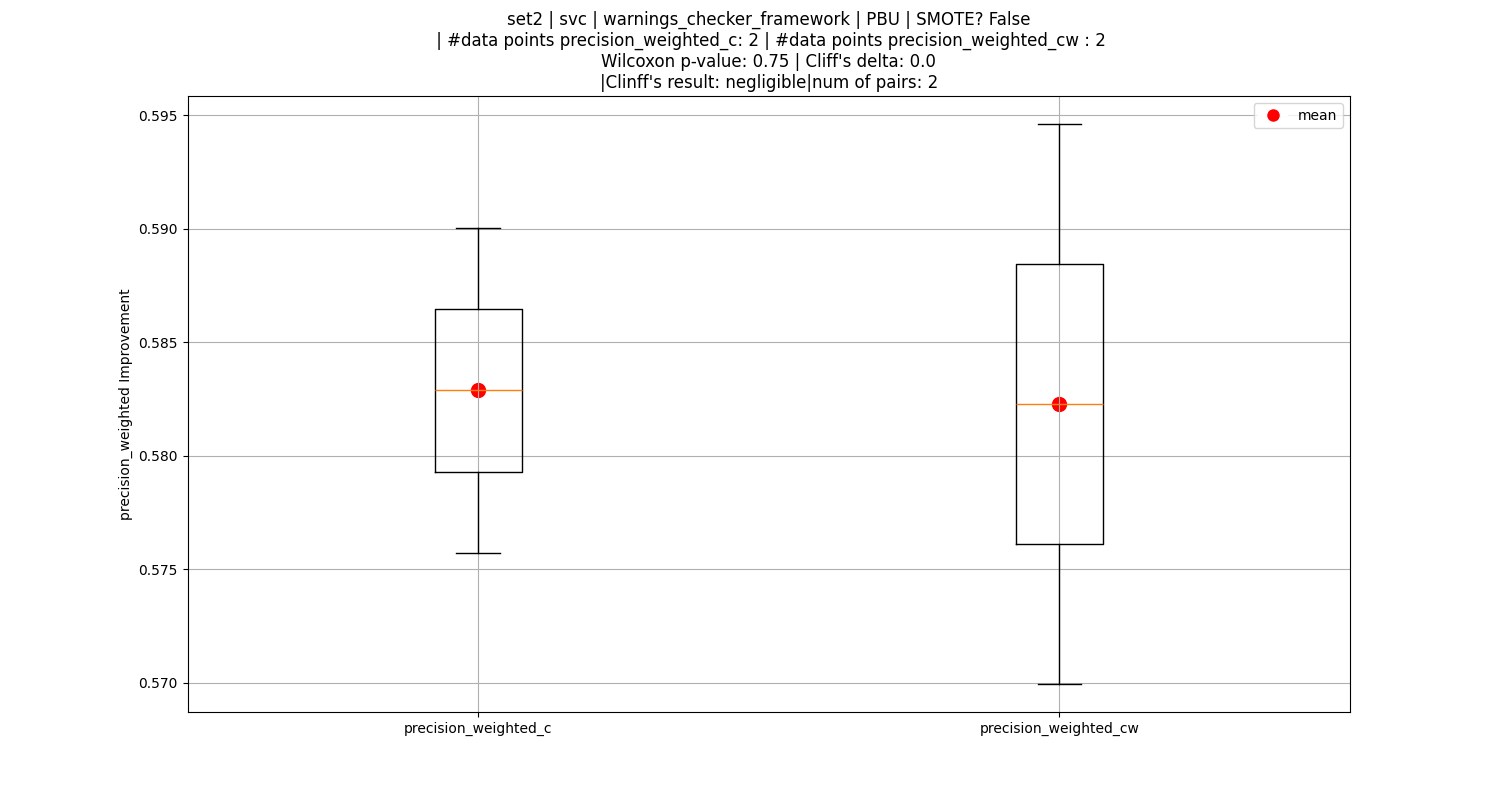 set2 | svc | warnings_checker_framework | PBU | SMOTE? False
| #data points precision_weighted_c: 2 | #data points precision_weighted_cw : 2
Wilcoxon p-value: 0.75 | Cliff's delta: 0.0
|Clinff's result: negligible|num of pairs: 2
mean
precision_weighted Improvement
0.595
0.590
0.585
0.580
0.575
0.570
precision_weighted_c
precision_weighted_cw